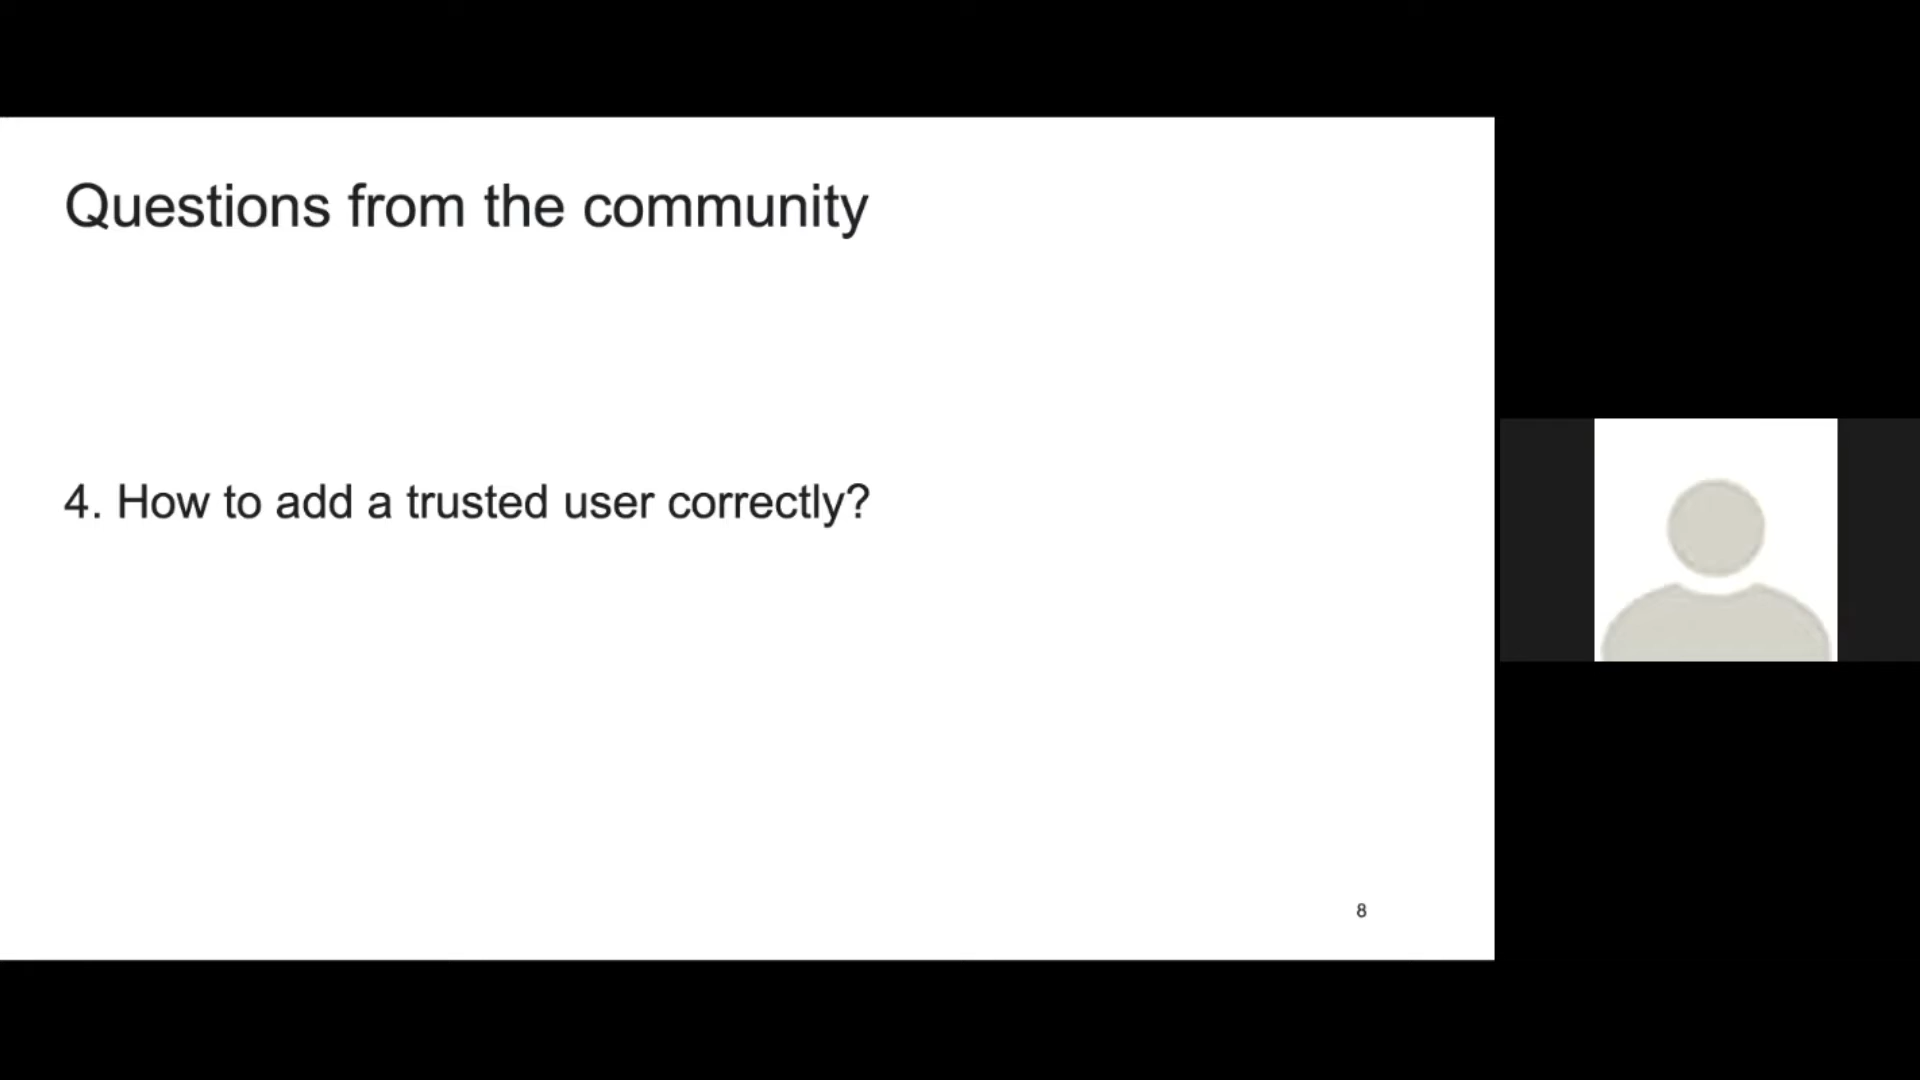 Questions from the community
4. How to add a trusted user correctly?
8